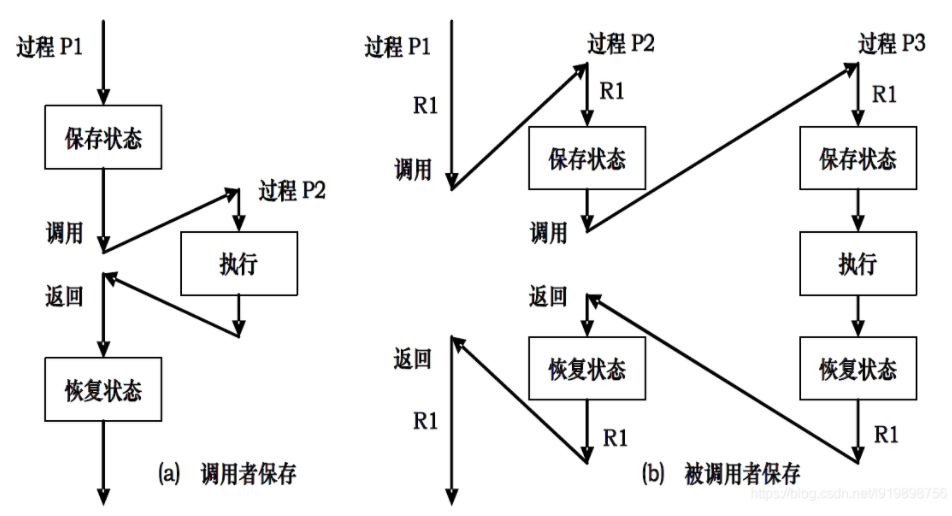 过程 P1
保存状态
调用
过程 P2
执行
返回
恢复状态
(a) 调用者保存
过程 P1
R1
调用
过程 P2
R1
保存状态
调用
过程 P3
R1
保存状态
执行
恢复状态
R1
返回
恢复状态
R1
返回
R1
(b) 被调用者保存
https://blog.csdn.net/i919898756